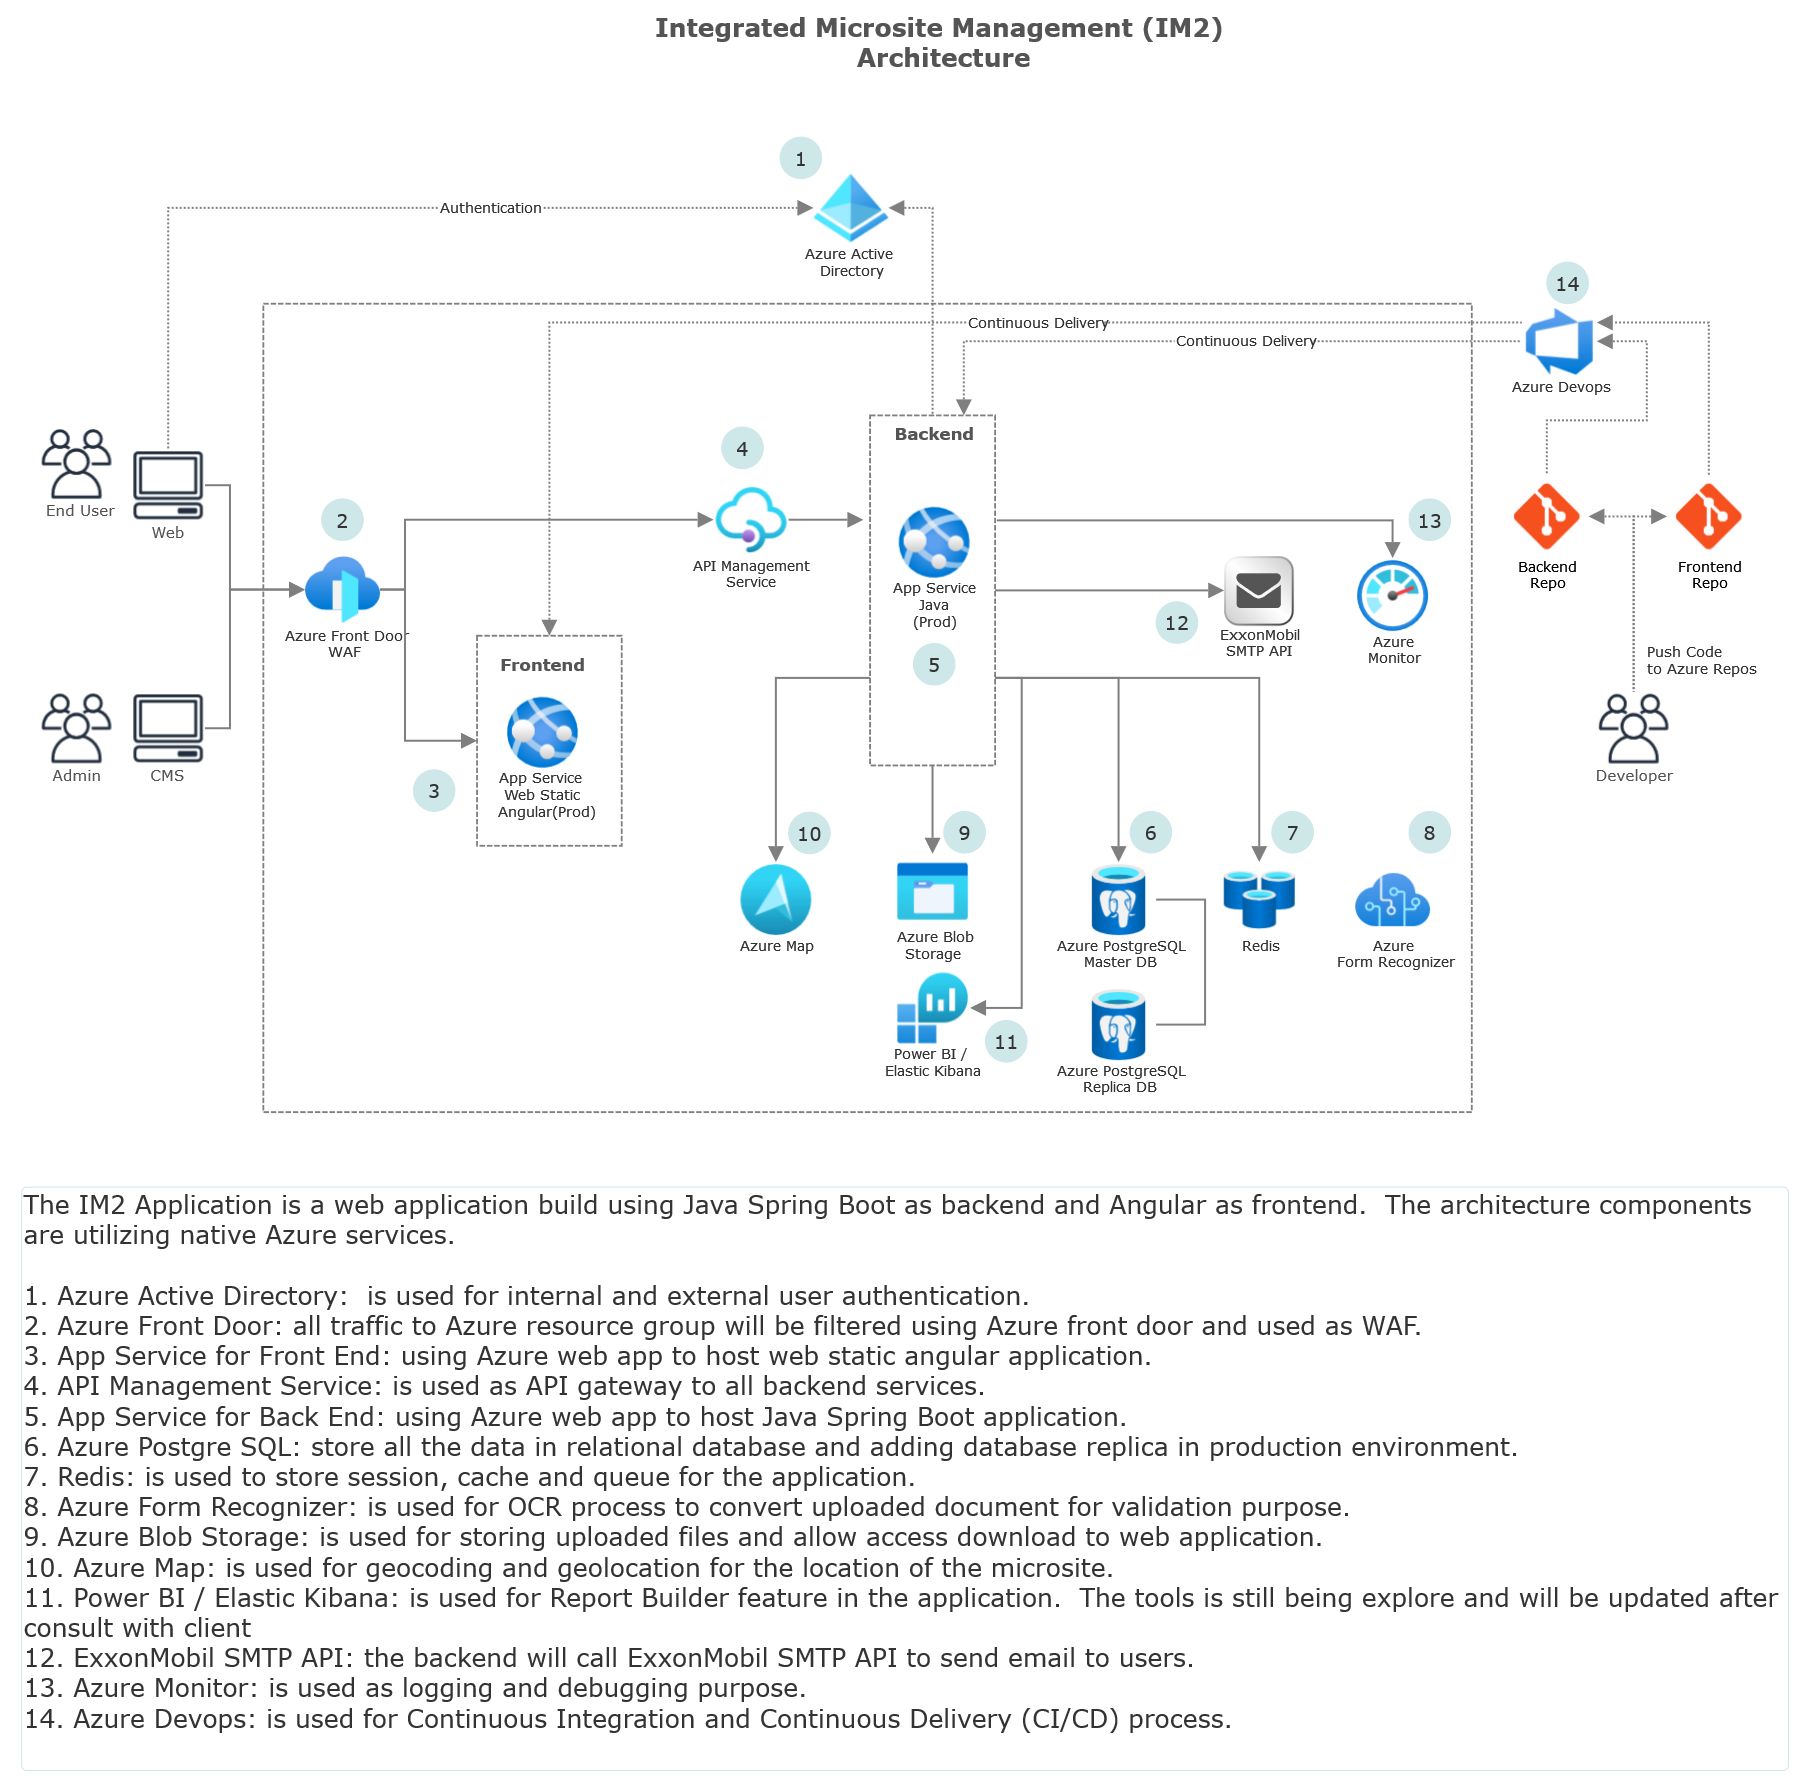 Integrated Microsite Management (IM2)
Architecture
1
Authentication
Azure Active
Directory
14
Continuous Delivery
Continuous Delivery
Azure Devops
Backend
4
End User
Web
2
13
API Management
Service
App Service
Java
(Prod)
Backend
Repo
Frontend
Repo
12
ExxonMobil
SMTP API
Azure
Monitor
Azure Front Door
WAF
Frontend
5
Push Code
to Azure Repos
Admin
CMS
3
App Service
Web Static
Angular(Prod)
Developer
10
9
6
7
8
Azure Map
Azure Blob
Storage
Azure PostgreSQL
Master DB
Redis
Azure
Form Recognizer
11
Power BI /
Elastic Kibana
Azure PostgreSQL
Replica DB
The IM2 Application is a web application build using Java Spring Boot as backend and Angular as frontend.  The architecture components
are utilizing native Azure services.
1. Azure Active Directory:  is used for internal and external user authentication.
2. Azure Front Door: all traffic to Azure resource group will be filtered using Azure front door and used as WAF.
3. App Service for Front End: using Azure web app to host web static angular application.
4. API Management Service: is used as API gateway to all backend services.
5. App Service for Back End: using Azure web app to host Java Spring Boot application.
6. Azure Postgre SQL: store all the data in relational database and adding database replica in production environment.
7. Redis: is used to store session, cache and queue for the application.
8. Azure Form Recognizer: is used for OCR process to convert uploaded document for validation purpose.
9. Azure Blob Storage: is used for storing uploaded files and allow access download to web application.
10. Azure Map: is used for geocoding and geolocation for the location of the microsite.
11. Power BI / Elastic Kibana: is used for Report Builder feature in the application.  The tools is still being explore and will be updated after
consult with client
12. ExxonMobil SMTP API: the backend will call ExxonMobil SMTP API to send email to users.
13. Azure Monitor: is used as logging and debugging purpose.
14. Azure Devops: is used for Continuous Integration and Continuous Delivery (CI/CD) process.